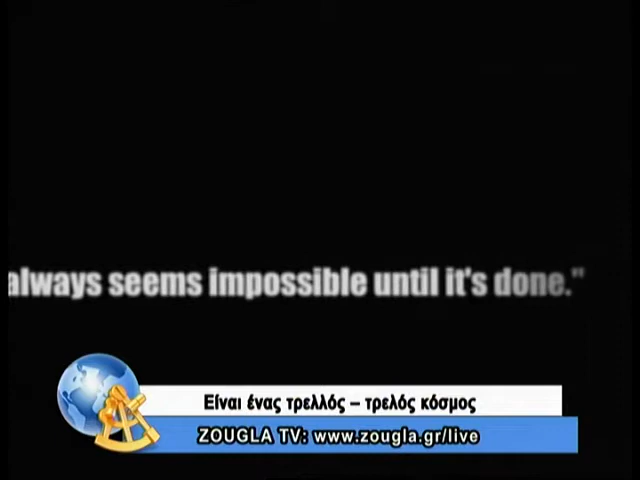 always seems impossible until it's done."
Είναι ένας τρελλός – τρελός κόσμος
ZOUGLA TV: www.zougla.gr/live